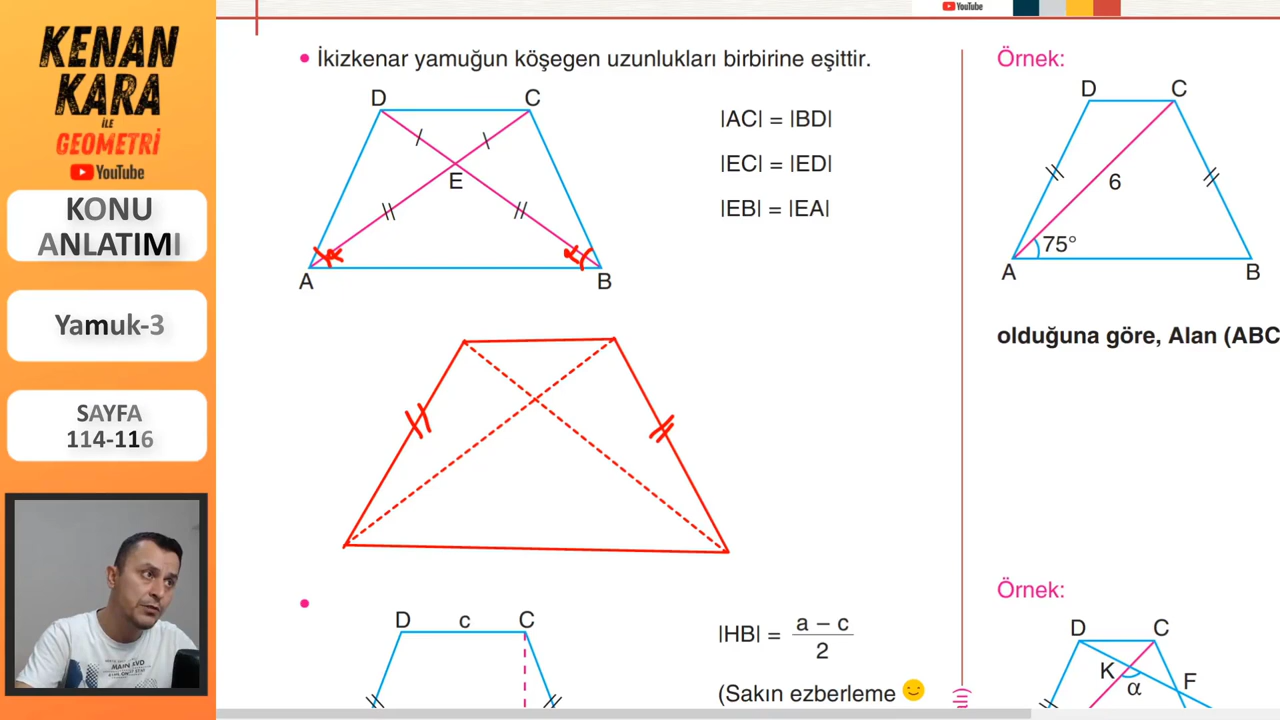 KENAN
KARA
İLE
GEOMETRİ
YouTube
KONU
ANLATIMI
Yamuk-3
SAYFA
114-116
YouTube
• İkizkenar yamuğun köşegen uzunlukları birbirine eşittir.
D
C
E
A
B
|AC| = |BD|
|EC| = |ED|
|EB| = |EA|
D
c
C
|HB| = a − c / 2
(Sakın ezberleme
Örnek:
D
C
6
75°
A
B
olduğuna göre, Alan (ABC
Örnek:
D
C
K
F
α